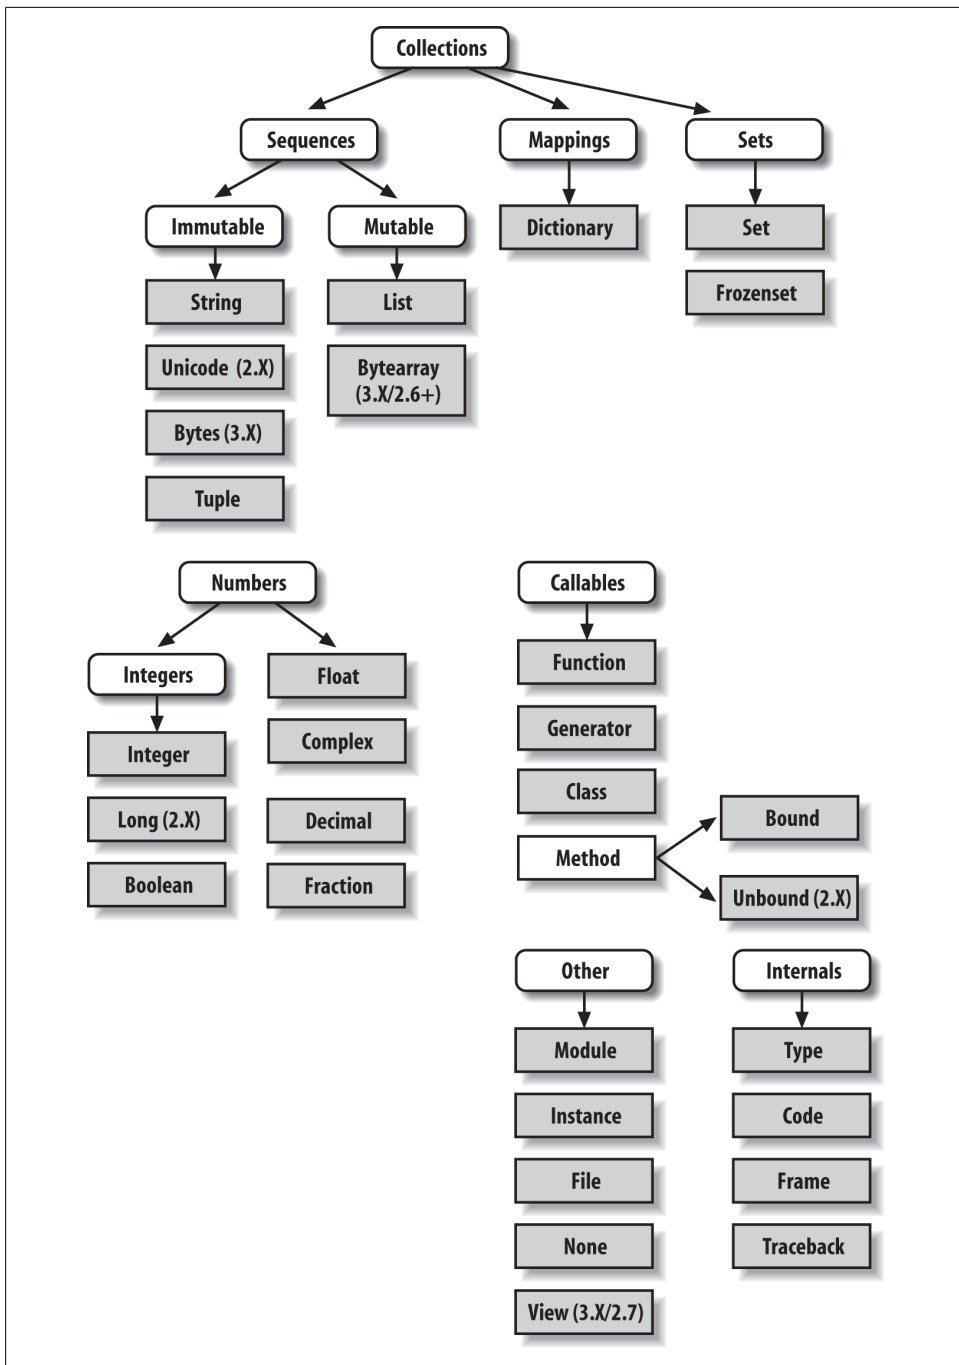 Collections
Sequences
Mappings
Sets
Immutable
Mutable
Dictionary
Set
String
List
Frozenset
Unicode (2.X)
Bytearray
(3.X/2.6+)
Bytes (3.X)
Tuple
Numbers
Callables
Integers
Float
Function
Integer
Complex
Generator
Long (2.X)
Decimal
Class
Bound
Boolean
Fraction
Method
Unbound (2.X)
Other
Internals
Module
Type
Instance
Code
File
Frame
None
Traceback
View (3.X/2.7)